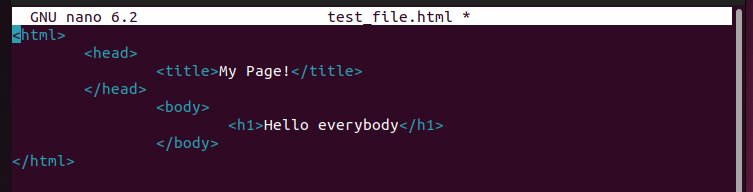 GNU nano 6.2 test_file.html *
<html>
<head>
<title>My Page!</title>
</head>
<body>
<h1>Hello everybody</h1>
</body>
</html>